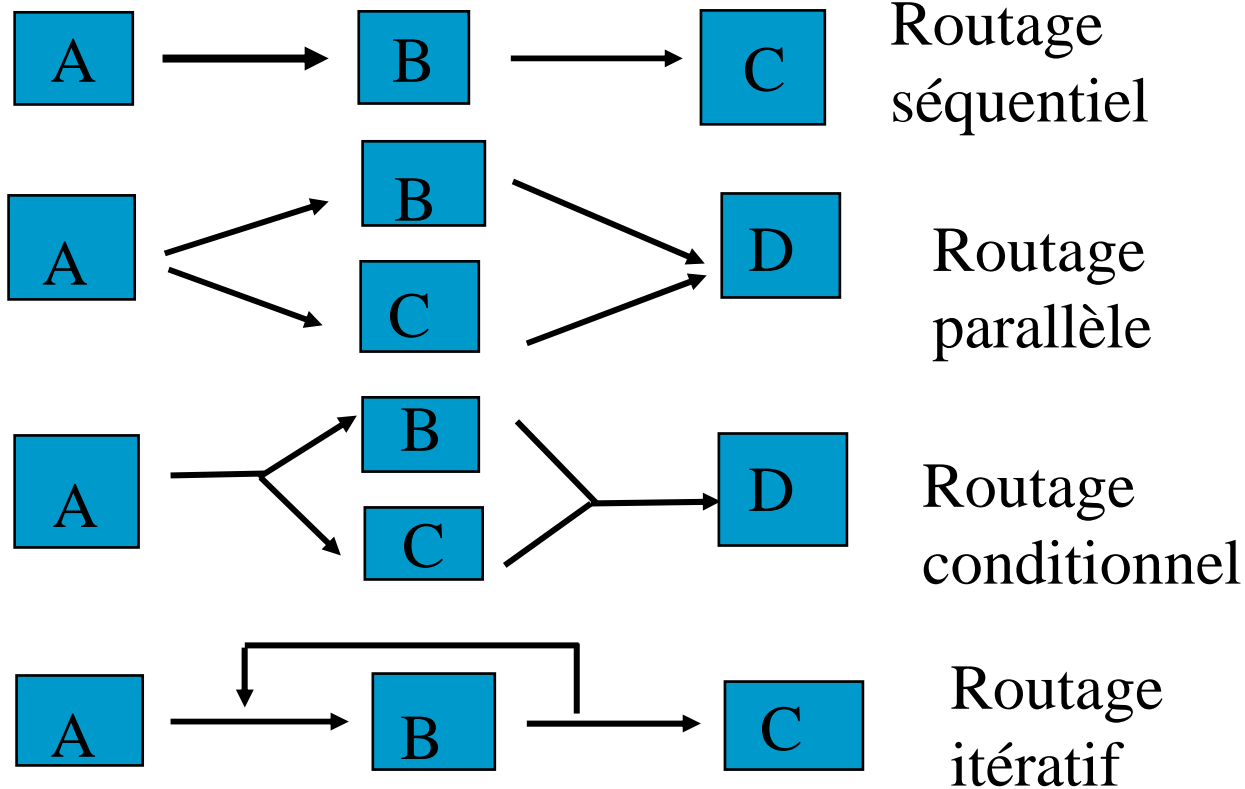 A B C Routage
séquentiel
A B C D Routage
parallèle
A B C D Routage
conditionnel
A B C Routage
itératif